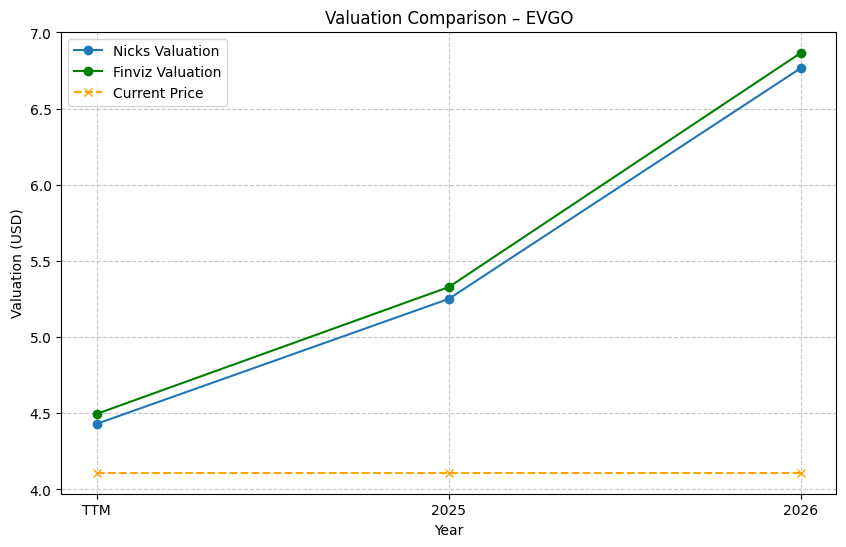 Valuation Comparison – EVGO
Nicks Valuation
Finviz Valuation
Current Price
Valuation (USD)
7.0
6.5
6.0
5.5
5.0
4.5
4.0
TTM
2025
2026
Year